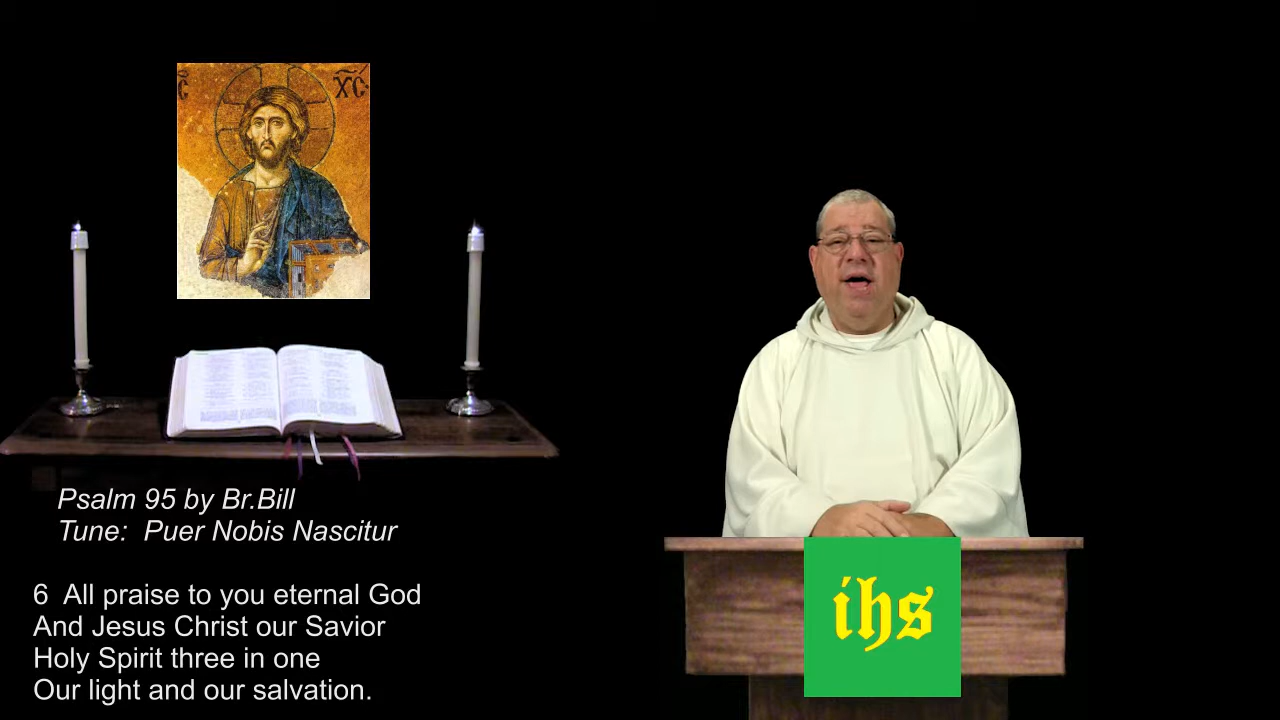 XC
Psalm 95 by Br.Bill
Tune:  Puer Nobis Nascitur
6  All praise to you eternal God
And Jesus Christ our Savior
Holy Spirit three in one
Our light and our salvation.
ihs